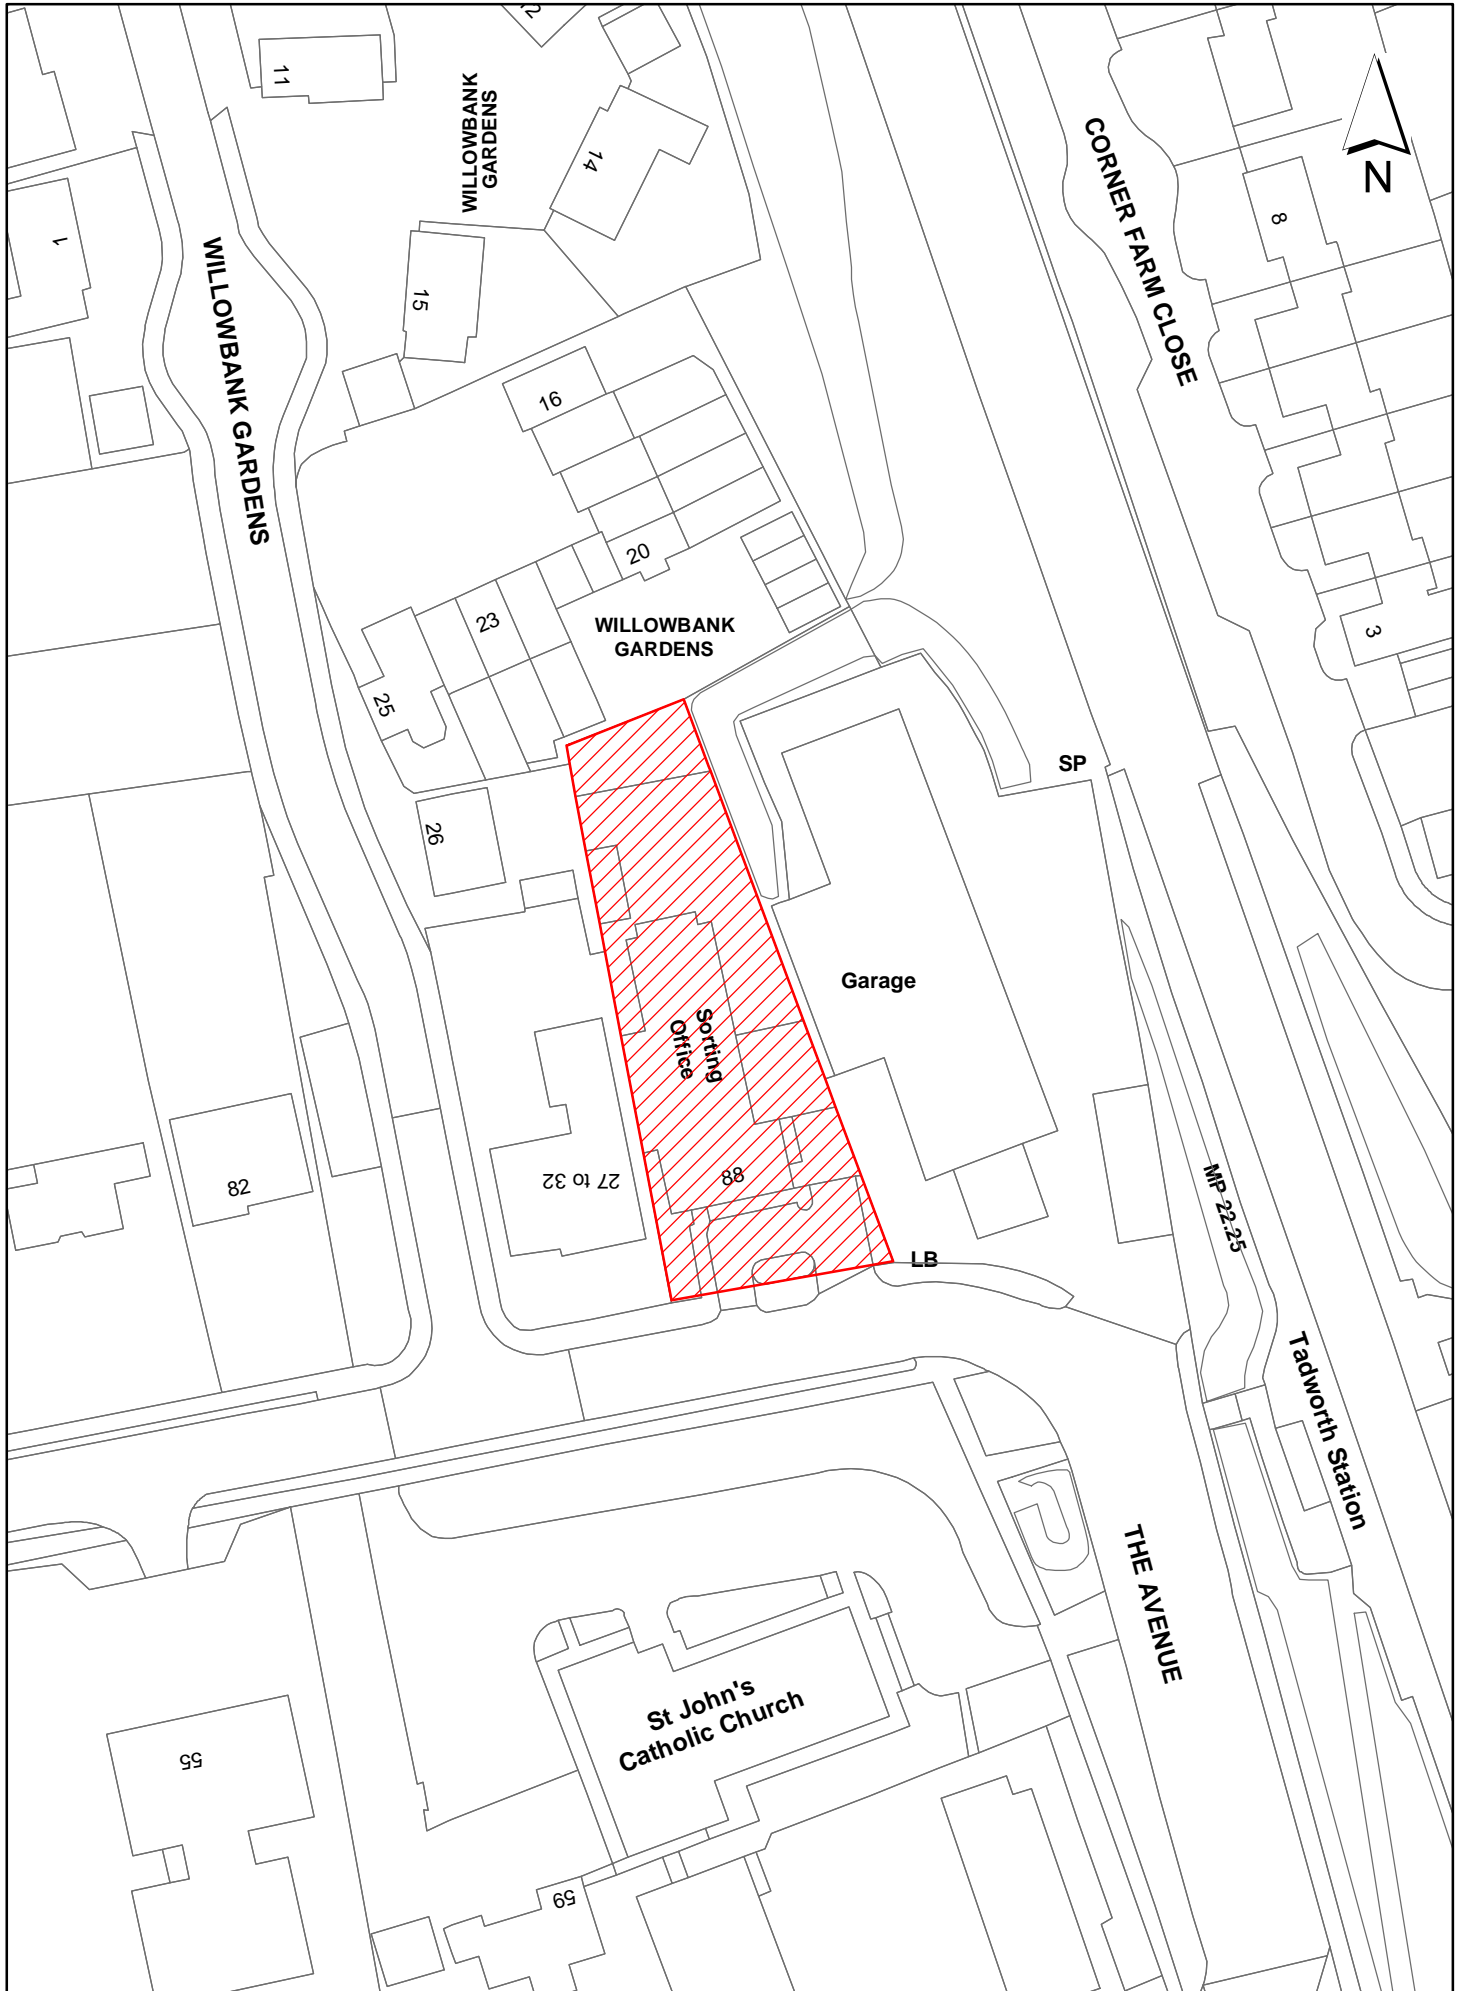 11
WILLOWBANK
GARDENS
14
CORNER FARM CLOSE
N
8
1
15
WILLOWBANK GARDENS
16
20
23
WILLOWBANK
GARDENS
3
25
SP
26
Garage
Sorting
Office
88
27 to 32
82
MP 22.25
LB
Tadworth Station
THE AVENUE
St John's
Catholic Church
55
59